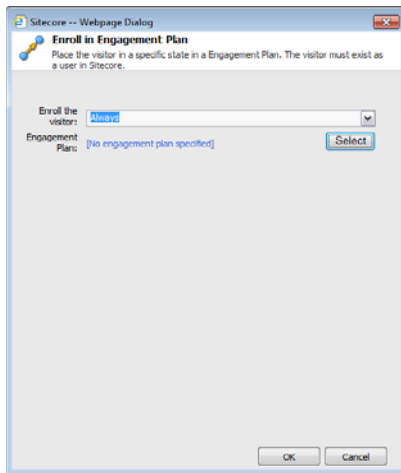 Sitecore -- Webpage Dialog
Enroll in Engagement Plan
Place the visitor in a specific state in a Engagement Plan. The visitor must exist as
a user in Sitecore.
Enroll the
visitor:
Always
Engagement
Plan:
[No engagement plan specified]
Select
OK
Cancel